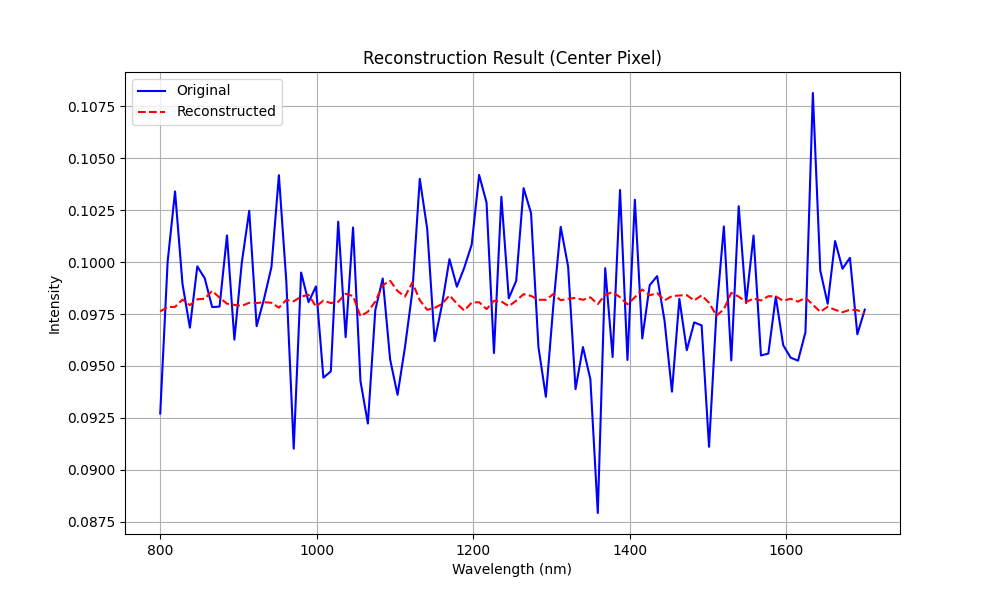 Reconstruction Result (Center Pixel)
Original
Reconstructed
0.1075
0.1050
0.1025
0.1000
0.0975
0.0950
0.0925
0.0900
0.0875
Intensity
800
1000
1200
1400
1600
Wavelength (nm)